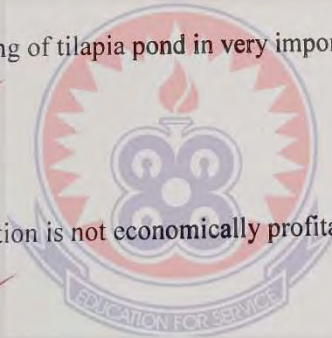 ng of tilapia pond in very impor
tion is not economically profita
EDUCATION FOR SERVICE